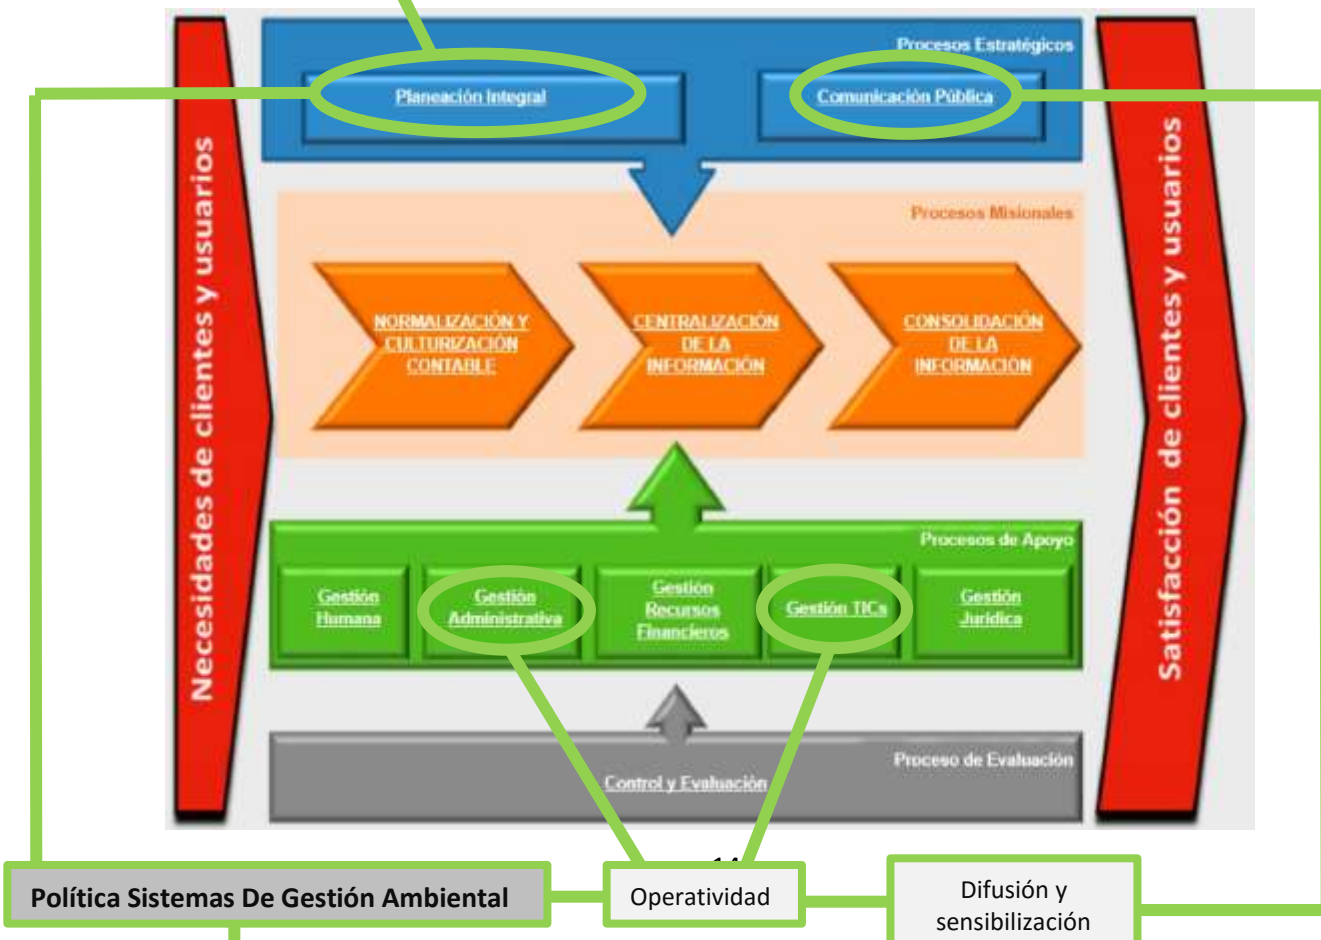 Procesos Estratégicos
Planeación Integral
Comunicación Pública
Necesidades de clientes y usuarios
Procesos Misionales
NORMALIZACIÓN Y
CULTURIZACIÓN
CONTABLE
CENTRALIZACIÓN
DE LA
INFORMACIÓN
CONSOLIDACIÓN
DE LA
INFORMACIÓN
Satisfacción de clientes y usuarios
Procesos de Apoyo
Gestión
Humana
Gestión
Administrativa
Gestión
Recursos
Financieros
Gestión TICs
Gestión
Jurídica
Proceso de Evaluación
Control y Evaluación
Política Sistemas De Gestión Ambiental
Operatividad
Difusión y
sensibilización